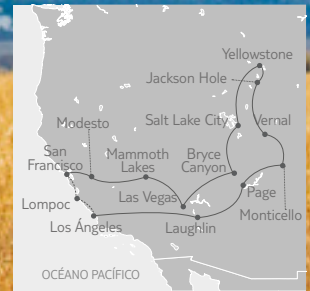 Yellowstone
Jackson Hole
Salt Lake City
Vernal
Modesto
San
Francisco
Mammoth
Lakes
Bryce
Canyon
Las Vegas
Page
Lompoc
Monticello
Los Ángeles
Laughlin
OCÉANO PACÍFICO